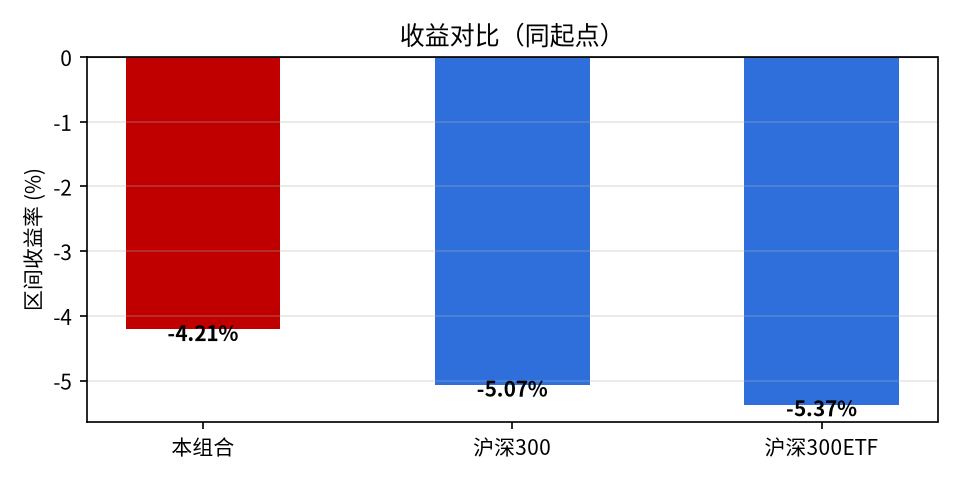 收益对比（同起点）
区间收益率 (%)
0
-1
-2
-3
-4
-5
-4.21%
-5.07%
-5.37%
本组合
沪深300
沪深300ETF